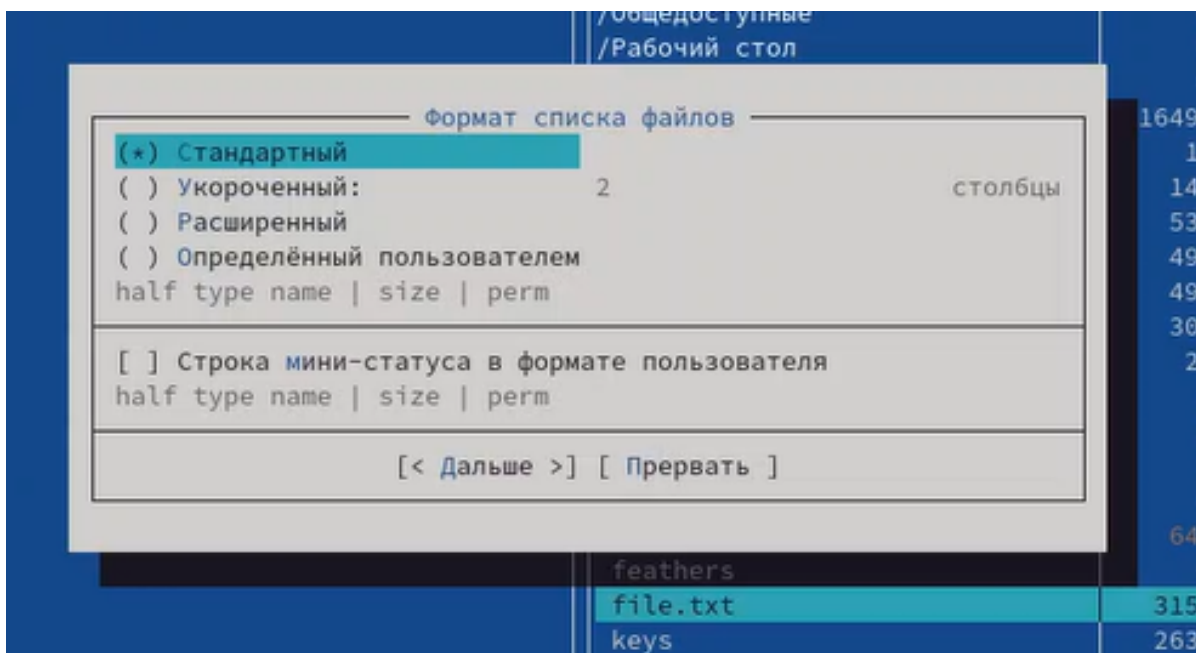 /Общедоступные
/Рабочий стол
Формат списка файлов
1649
(*) Стандартный
1
( ) Укороченный: 2 столбцы
14
( ) Расширенный
53
( ) Определённый пользователем
49
half type name | size | perm
49
30
[ ] Строка мини-статуса в формате пользователя
2
half type name | size | perm
[< Дальше >] [ Прервать ]
64
feathers
file.txt 315
keys 263